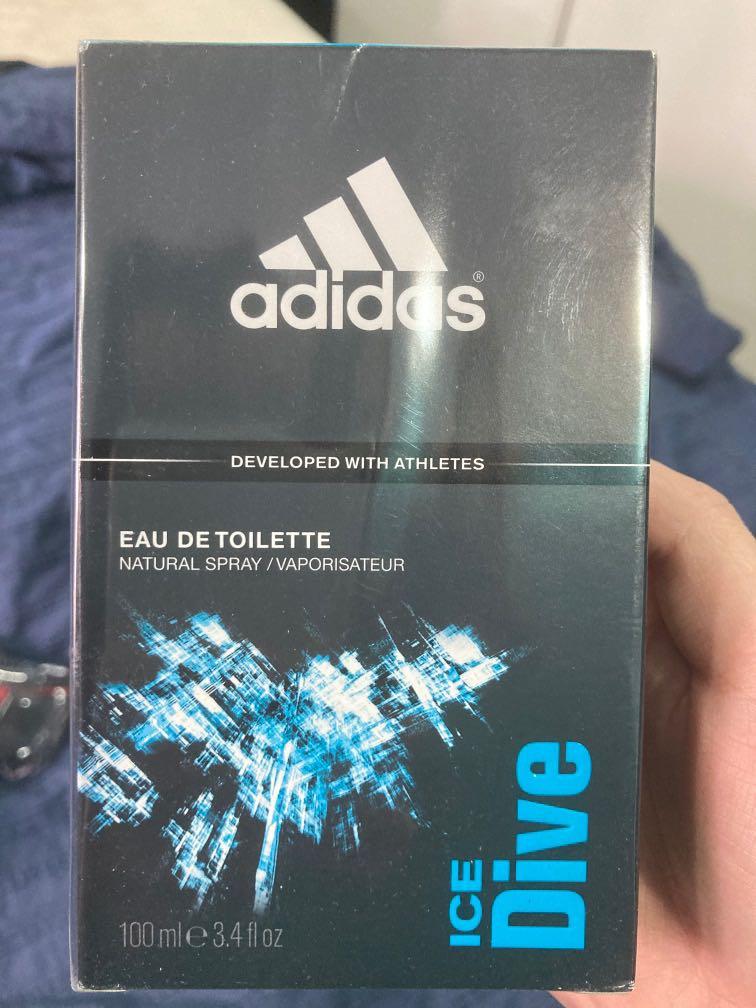 adidas®
DEVELOPED WITH ATHLETES
EAU DE TOILETTE
NATURAL SPRAY / VAPORISATEUR
ICE
Dive
100 ml e 3.4 fl oz